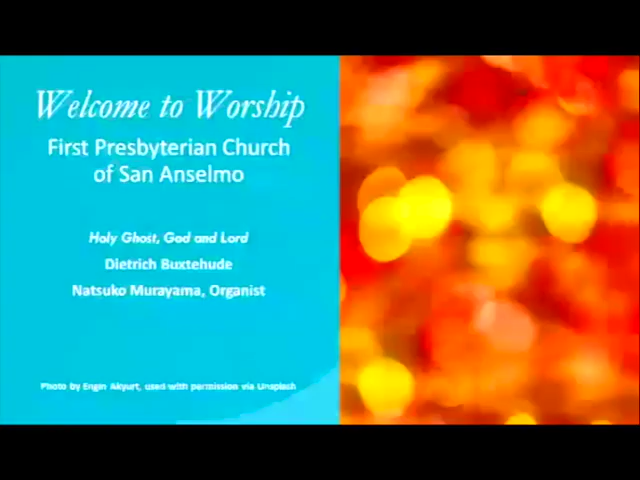 Welcome to Worship
First Presbyterian Church
of San Anselmo
Holy Ghost, God and Lord
Dietrich Buxtehude
Natsuko Murayama, Organist
Photo by Engin Akyurt, used with permission via Unsplash